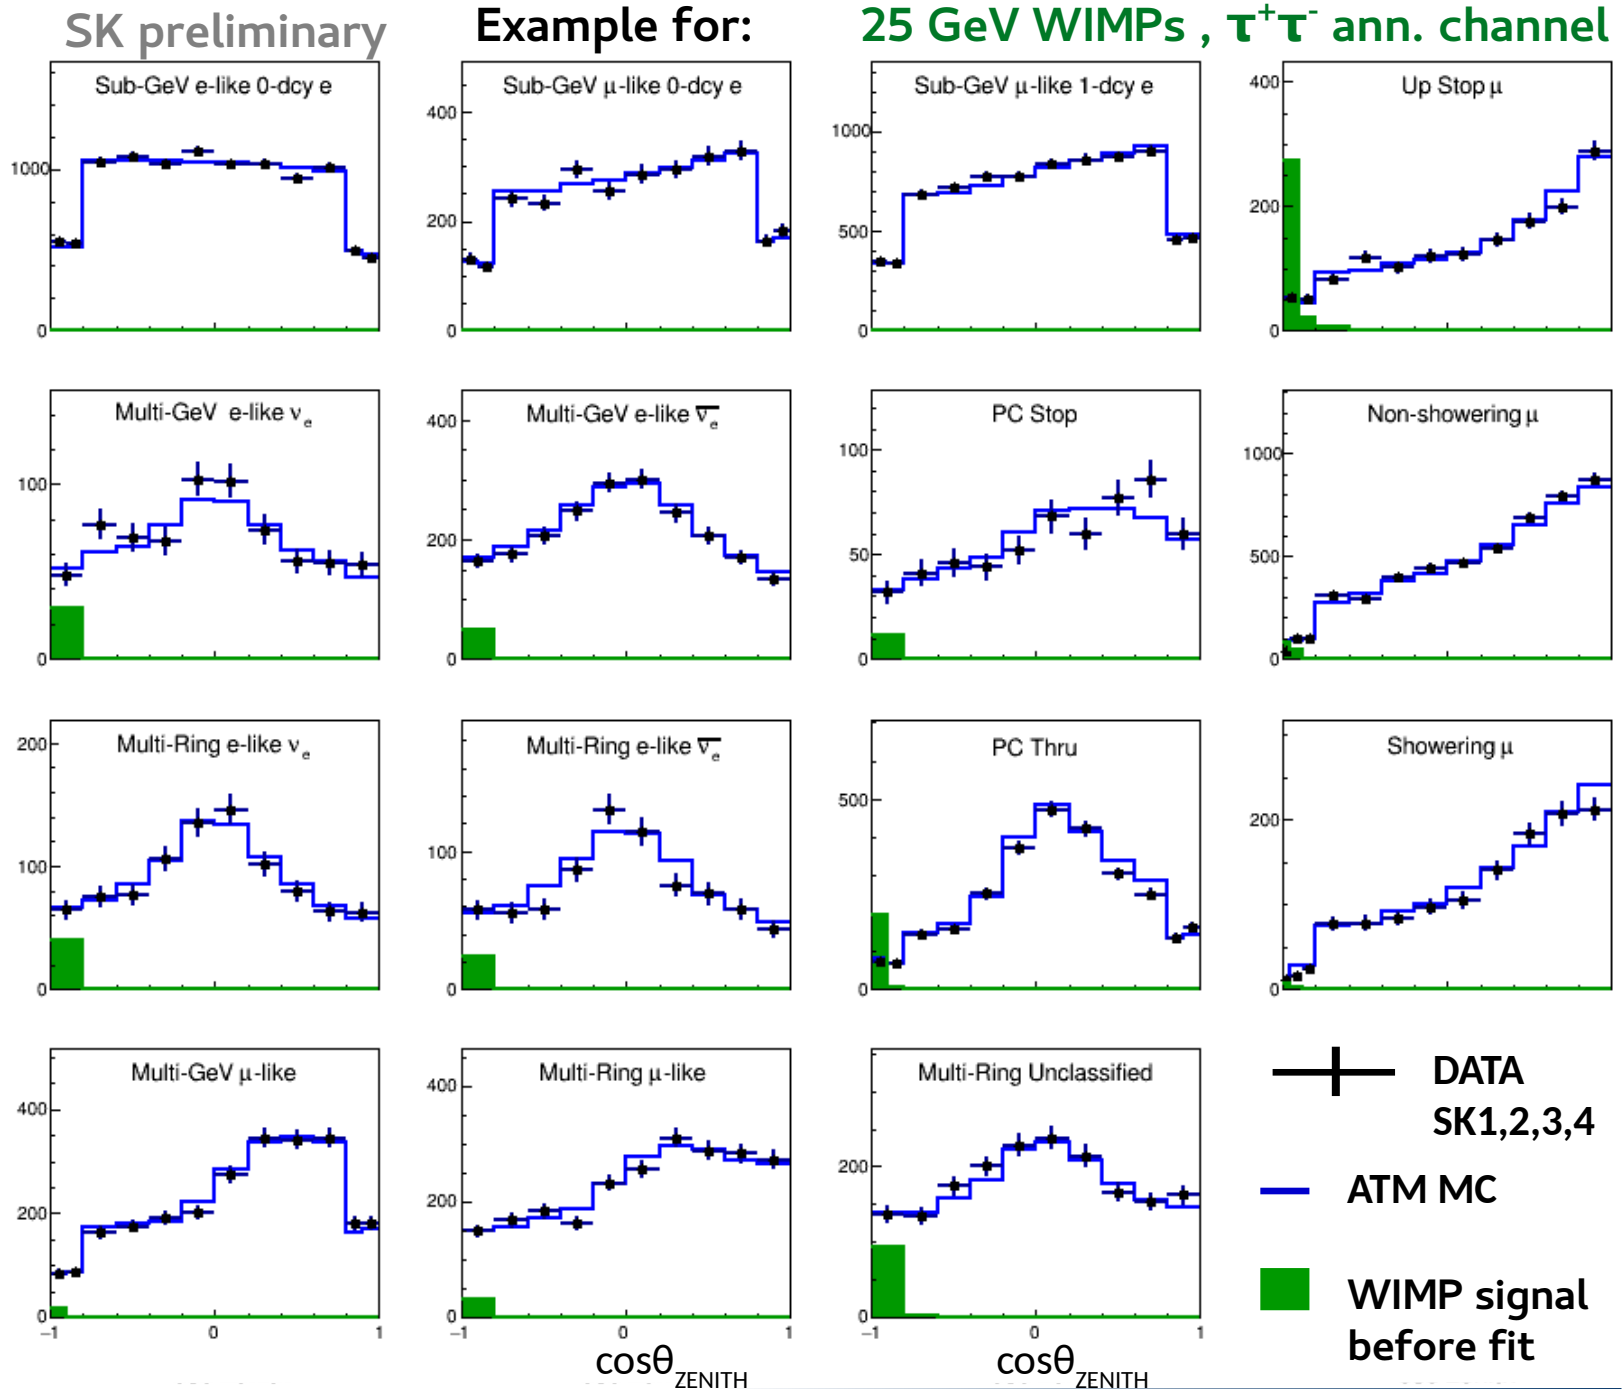 SK preliminary
Example for:
25 GeV WIMPs , τ⁺τ⁻ ann. channel
Sub-GeV e-like 0-dcy e
1000
0
Sub-GeV μ-like 0-dcy e
400
200
0
Sub-GeV μ-like 1-dcy e
1000
500
0
Up Stop μ
400
200
0
Multi-GeV e-like νe
100
0
Multi-GeV e-like ν̅e
400
200
0
PC Stop
100
50
0
Non-showering μ
1000
500
0
Multi-Ring e-like νe
200
100
0
Multi-Ring e-like ν̅e
100
0
PC Thru
500
0
Showering μ
200
0
Multi-GeV μ-like
400
200
0
−1 0 1
Multi-Ring μ-like
400
200
0
−1 0 1
cosθZENITH
Multi-Ring Unclassified
200
0
−1 0 1
cosθZENITH
DATA
SK1,2,3,4
ATM MC
WIMP signal
before fit